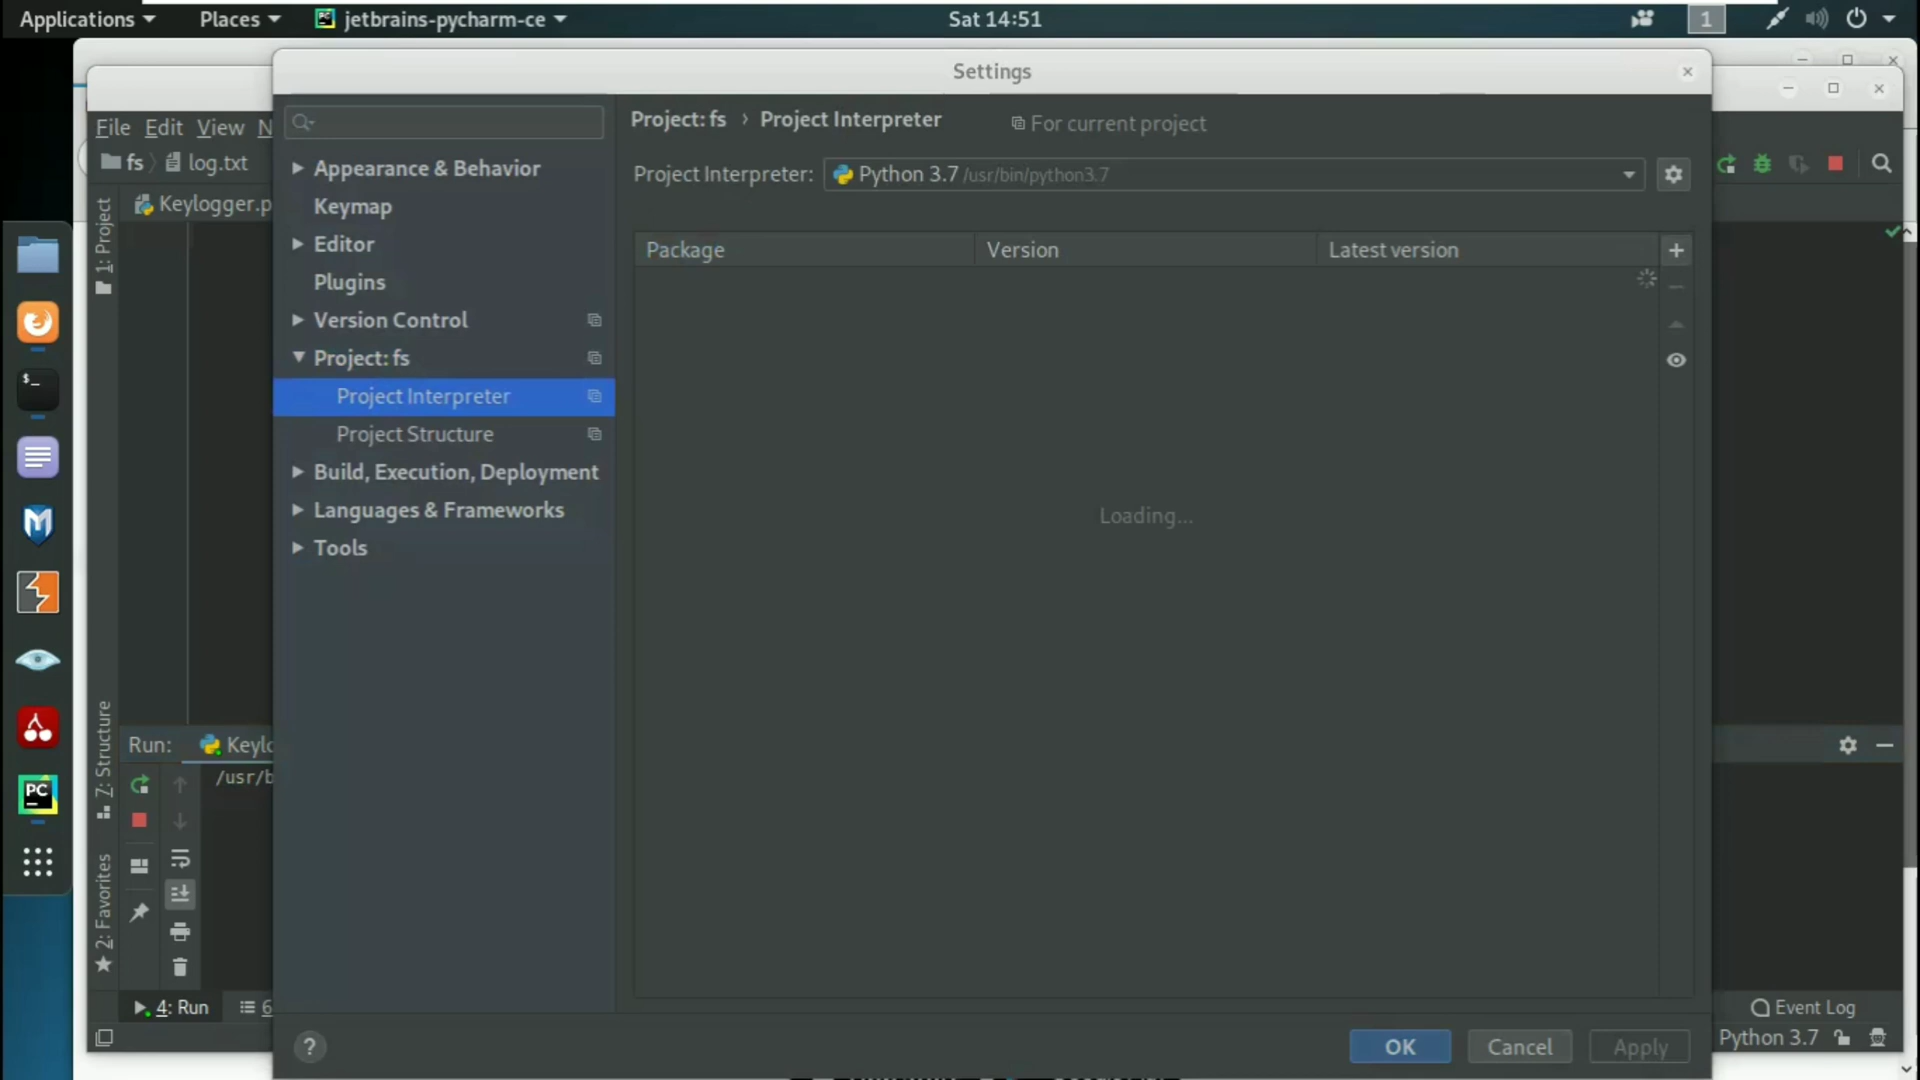 Applications Places jetbrains-pycharm-ce Sat 14:51 1
Settings
File Edit View N
fs log.txt
Keylogger.p
1: Project
7: Structure
2: Favorites
Appearance & Behavior
Keymap
Editor
Plugins
Version Control
Project: fs
Project Interpreter
Project Structure
Build, Execution, Deployment
Languages & Frameworks
Tools
Project: fs › Project Interpreter For current project
Project Interpreter: Python 3.7 /usr/bin/python3.7
Package Version Latest version
Loading...
Run: Keylo
/usr/b
4: Run 6
Event Log
? OK Cancel Apply
Python 3.7
$_
PC